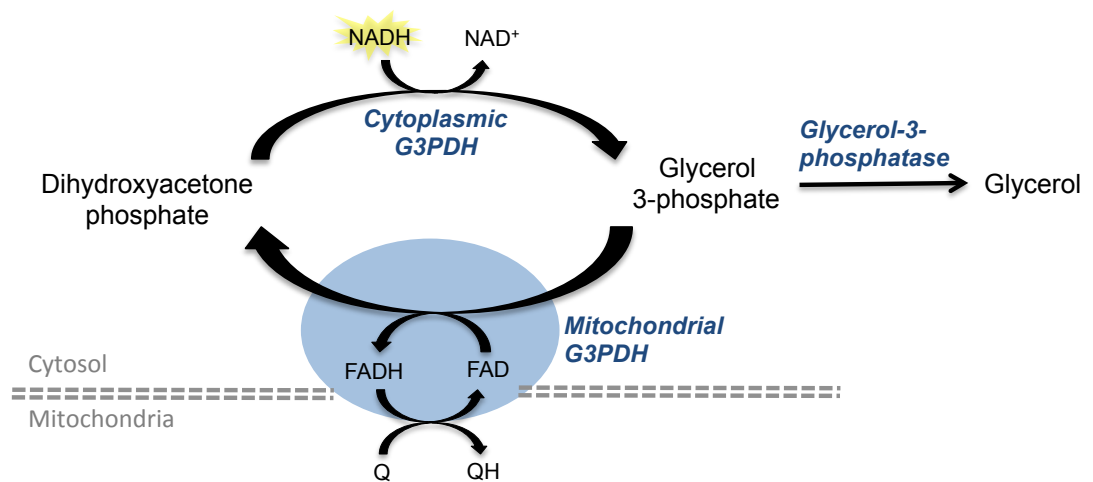 NADH
NAD⁺
Cytoplasmic
G3PDH
Glycerol-3-
phosphatase
Dihydroxyacetone
phosphate
Glycerol
3-phosphate
Glycerol
Mitochondrial
G3PDH
Cytosol
FADH
FAD
Mitochondria
Q
QH